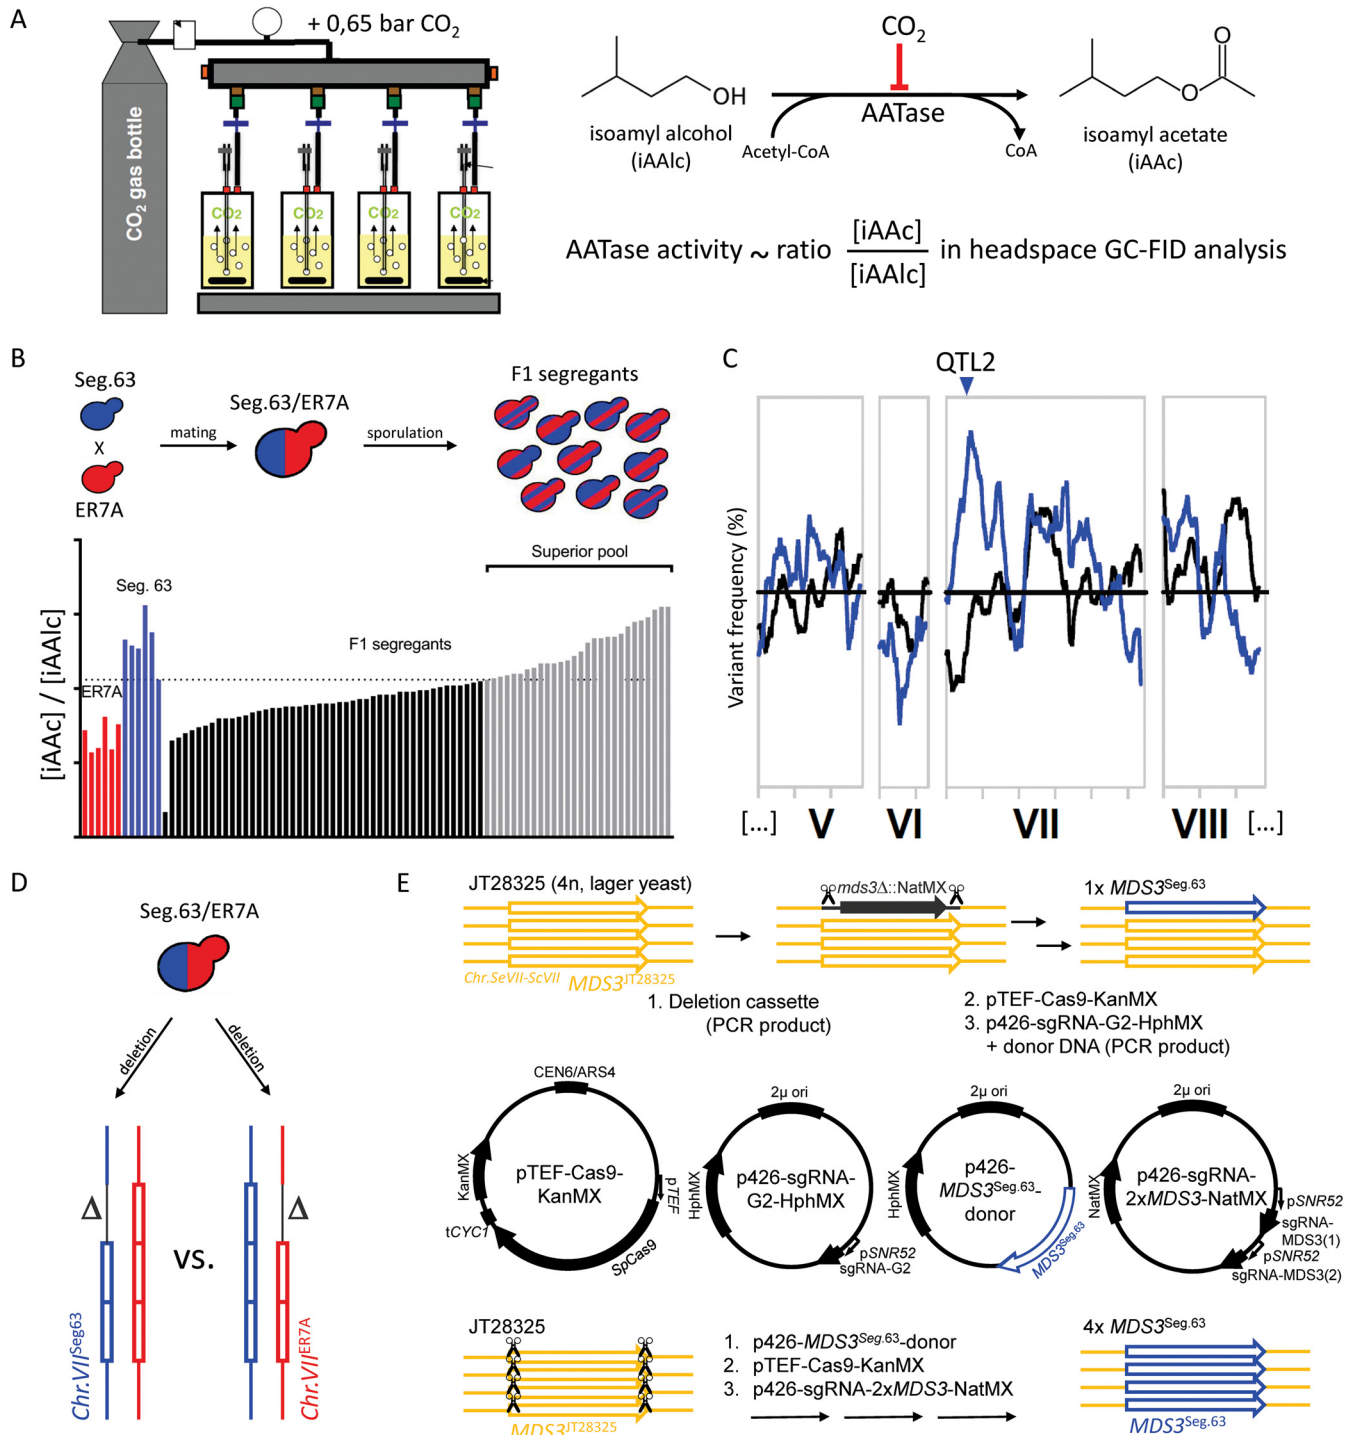 A
+ 0,65 bar CO2
CO2 gas bottle
CO2 CO2 CO2 CO2
CO2
OH
AATase
O
O
isoamyl alcohol
(iAAlc)
Acetyl-CoA
CoA
isoamyl acetate
(iAAc)
AATase activity ~ ratio [iAAc] / [iAAlc] in headspace GC-FID analysis
B
Seg.63
X
ER7A
mating
Seg.63/ER7A
sporulation
F1 segregants
Superior pool
Seg. 63
F1 segregants
ER7A
[iAAc] / [iAAlc]
C
QTL2
Variant frequency (%)
[...] V VI VII VIII [...]
D
Seg.63/ER7A
deletion
deletion
Δ
vs.
Δ
Chr.VII Seg63
Chr.VII ER7A
E
JT28325 (4n, lager yeast)
mds3Δ::NatMX
1x MDS3 Seg.63
Chr.SeVII-ScVII
MDS3 JT28325
1. Deletion cassette
(PCR product)
2. pTEF-Cas9-KanMX
3. p426-sgRNA-G2-HphMX
+ donor DNA (PCR product)
CEN6/ARS4
KanMX
pTEF-Cas9-
KanMX
pTEF
tCYC1
SpCas9
2µ ori
HphMX
p426-sgRNA-
G2-HphMX
pSNR52
sgRNA-G2
2µ ori
HphMX
p426-
MDS3Seg.63-
donor
MDS3Seg.63
2µ ori
NatMX
p426-sgRNA-
2xMDS3-NatMX
pSNR52
sgRNA-
MDS3(1)
pSNR52
sgRNA-MDS3(2)
JT28325
MDS3 JT28325
1. p426-MDS3Seg.63-donor
2. pTEF-Cas9-KanMX
3. p426-sgRNA-2xMDS3-NatMX
4x MDS3 Seg.63
MDS3Seg.63